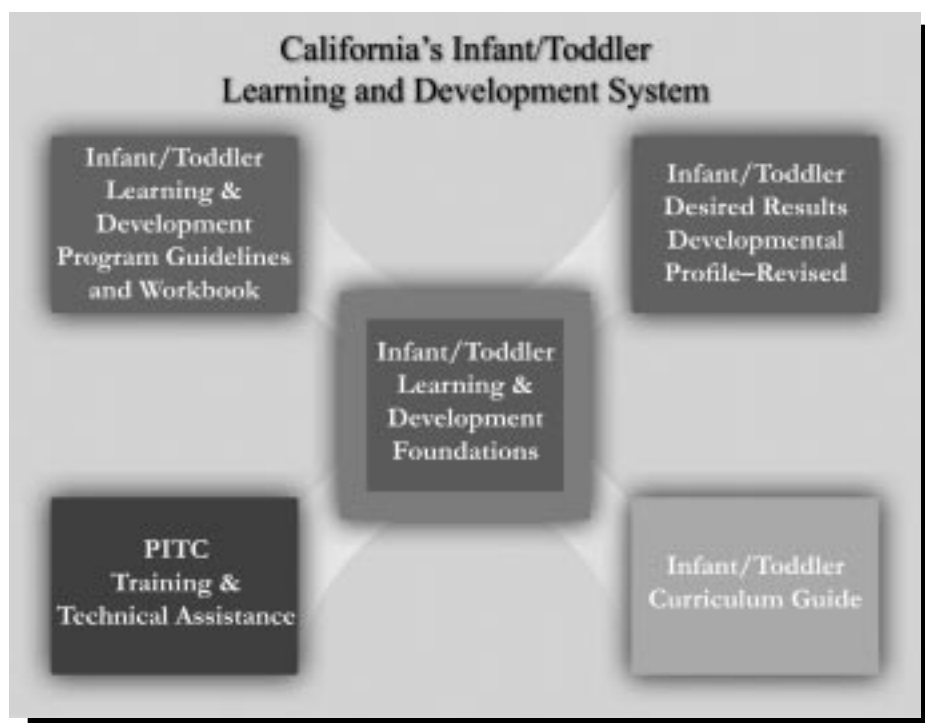 California's Infant/Toddler
Learning and Development System
Infant/Toddler
Learning &
Development
Program Guidelines
and Workbook
Infant/Toddler
Desired Results
Developmental
Profile–Revised
Infant/Toddler
Learning &
Development
Foundations
PITC
Training &
Technical Assistance
Infant/Toddler
Curriculum Guide